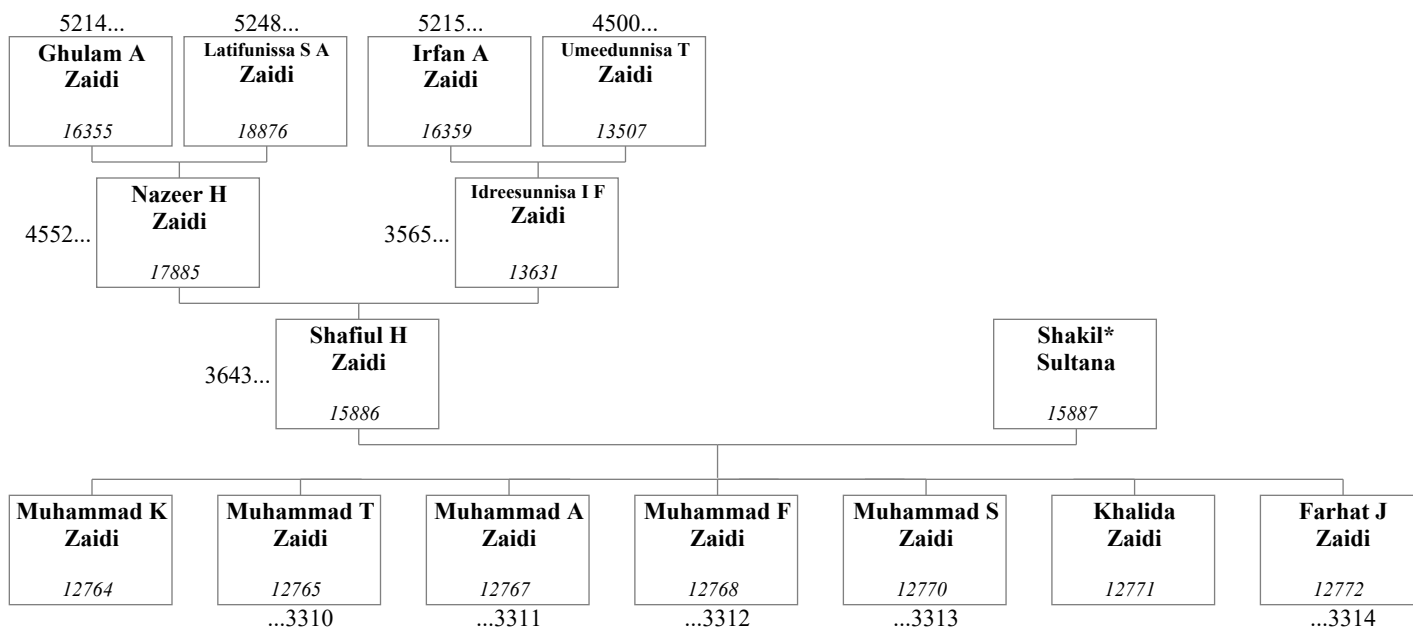 5214...
5248...
5215...
4500...
Ghulam A
Zaidi
16355
Latifunissa S A
Zaidi
18876
Irfan A
Zaidi
16359
Umeedunnisa T
Zaidi
13507
4552...
Nazeer H
Zaidi
17885
3565...
Idreesunnisa I F
Zaidi
13631
3643...
Shafiul H
Zaidi
15886
Shakil*
Sultana
15887
Muhammad K
Zaidi
12764
Muhammad T
Zaidi
12765
...3310
Muhammad A
Zaidi
12767
...3311
Muhammad F
Zaidi
12768
...3312
Muhammad S
Zaidi
12770
...3313
Khalida
Zaidi
12771
Farhat J
Zaidi
12772
...3314